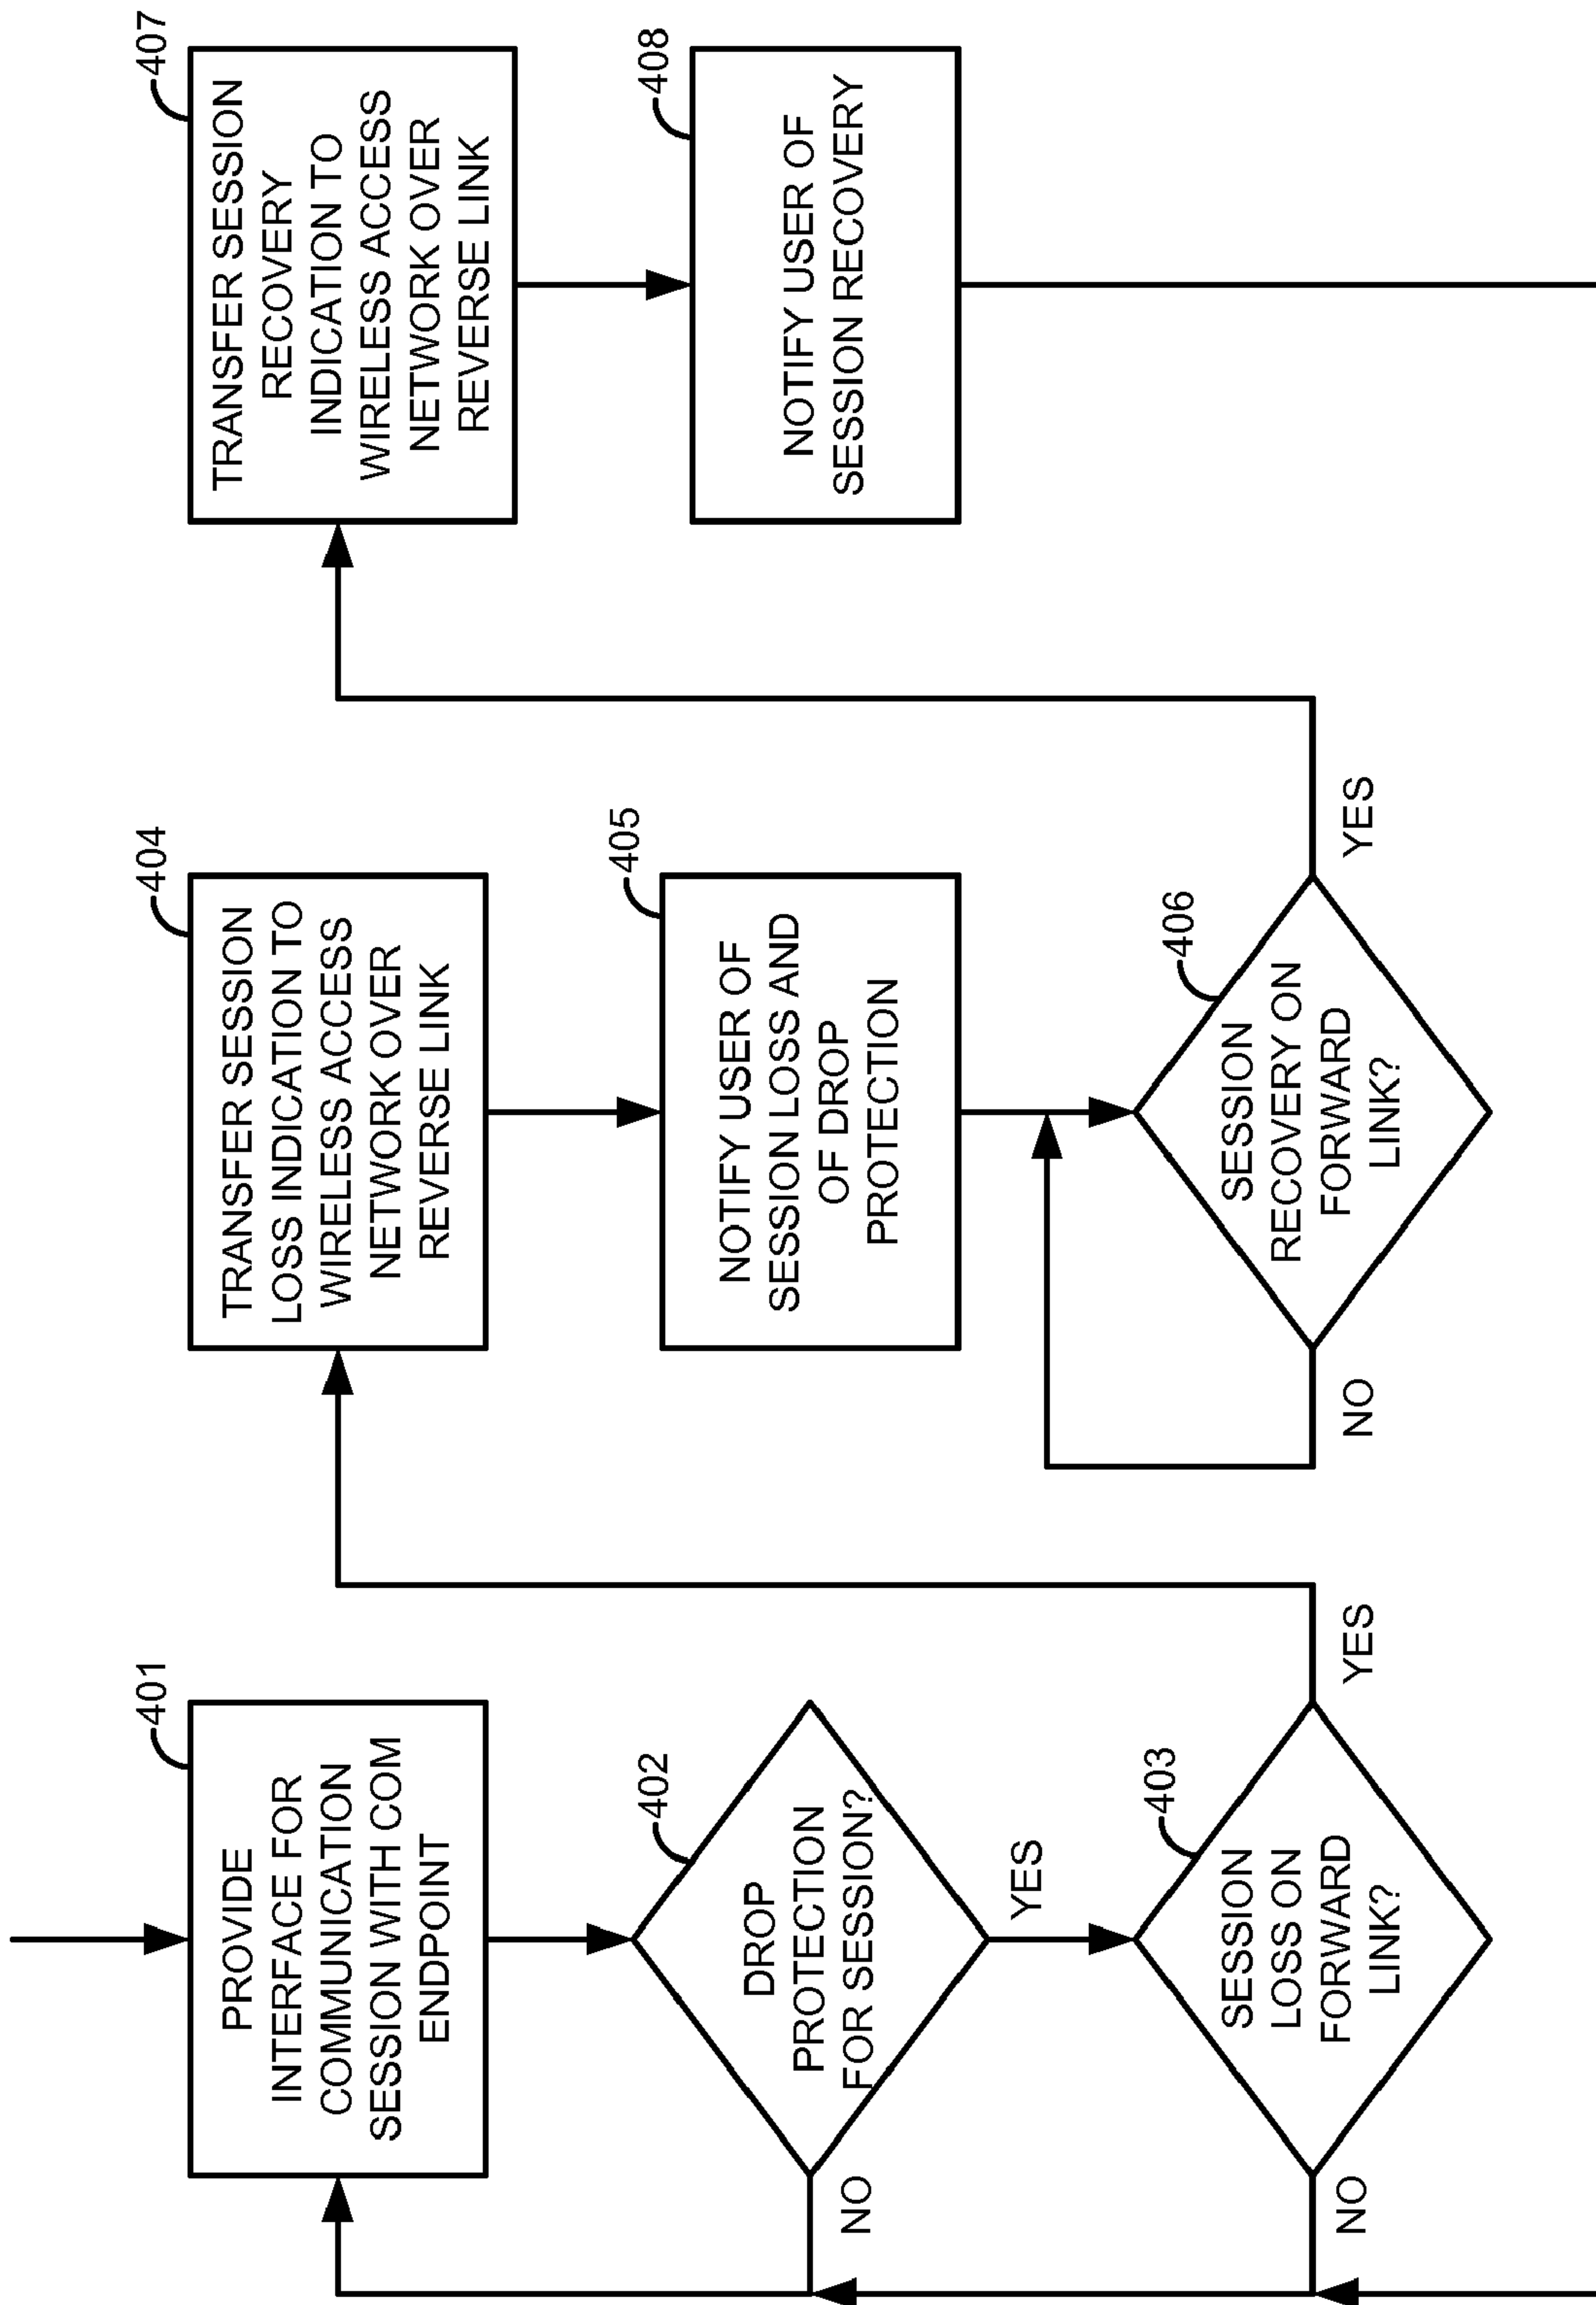 401
PROVIDE
INTERFACE FOR
COMMUNICATION
SESSION WITH COM
ENDPOINT
402
DROP
PROTECTION
FOR SESSION?
NO
YES
403
SESSION
LOSS ON
FORWARD
LINK?
NO
YES
404
TRANSFER SESSION
LOSS INDICATION TO
WIRELESS ACCESS
NETWORK OVER
REVERSE LINK
405
NOTIFY USER OF
SESSION LOSS AND
OF DROP
PROTECTION
406
SESSION
RECOVERY ON
FORWARD
LINK?
NO
YES
407
TRANSFER SESSION
RECOVERY
INDICATION TO
WIRELESS ACCESS
NETWORK OVER
REVERSE LINK
408
NOTIFY USER OF
SESSION RECOVERY